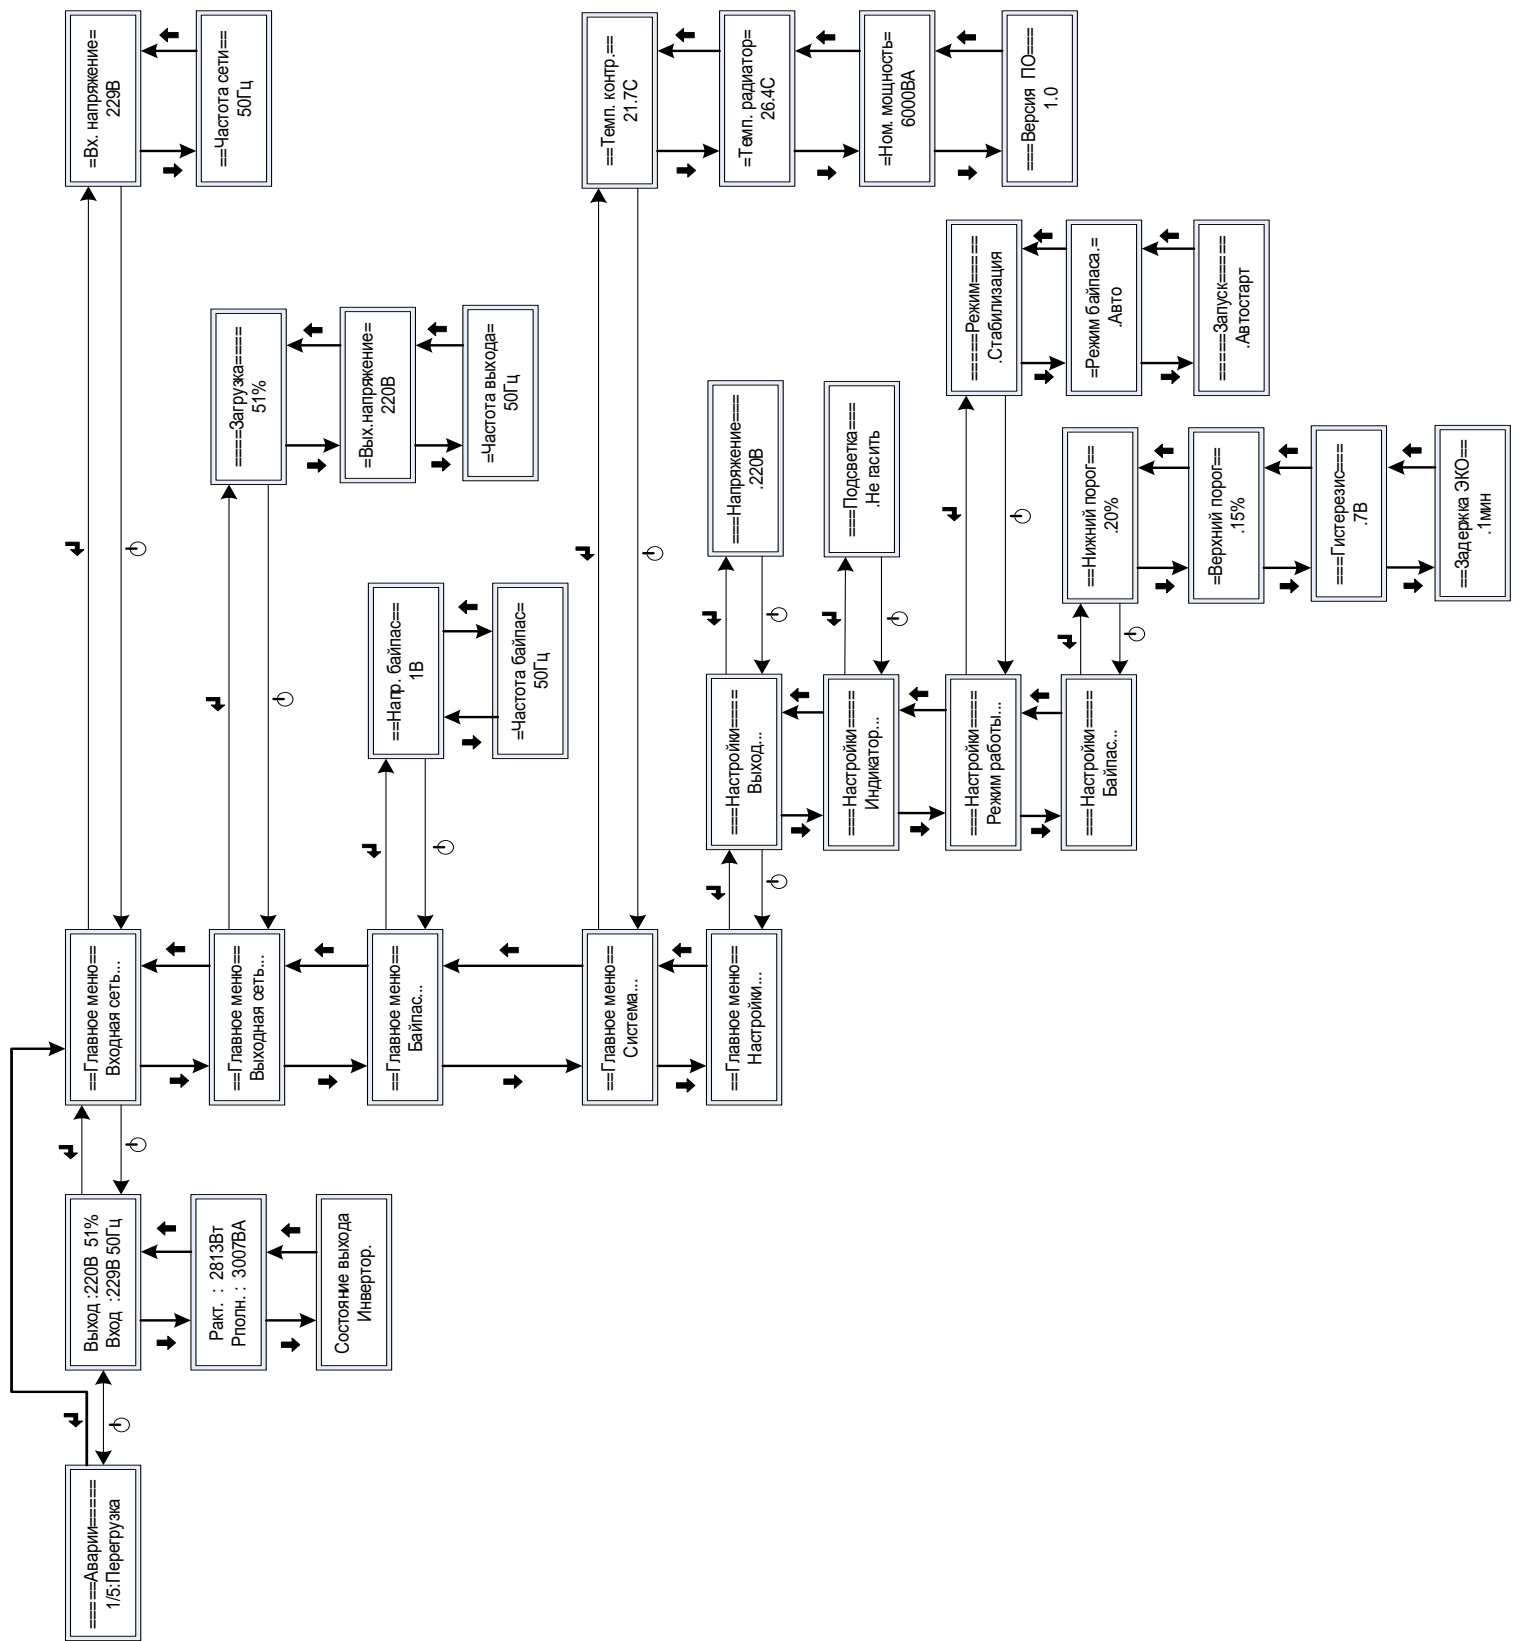 =====Аварии=====
1/5:Перегрузка
Выход :220В 51%
Вход :229В 50Гц
Pакт. : 2813Вт
Pполн. : 3007ВА
Состояние выхода
Инвертор.
==Главное меню==
Входная сеть...
==Главное меню==
Выходная сеть...
==Главное меню==
Байпас...
==Главное меню==
Система...
==Главное меню==
Настройки...
=Вх. напряжение=
229В
==Частота сети==
50Гц
====Загрузка====
51%
=Вых.напряжение=
220В
=Частота выхода=
50Гц
==Напр. байпас==
1В
=Частота байпас=
50Гц
==Темп. контр.==
21.7С
=Темп. радиатор=
26.4С
=Ном. мощность=
6000ВА
===Версия ПО===
1.0
====Настройки=====
Выход...
====Настройки=====
Индикатор...
====Настройки=====
Режим работы...
====Настройки=====
Байпас...
===Напряжение===
.220В
===Подсветка===
.Не гасить
=====Режим======
.Стабилизация
=Режим байпаса.=
.Авто
=====Запуск=====
.Автостарт
==Нижний порог==
.20%
=Верхний порог==
.15%
===Гистерезис===
.7В
==Задержка ЭКО==
.1мин